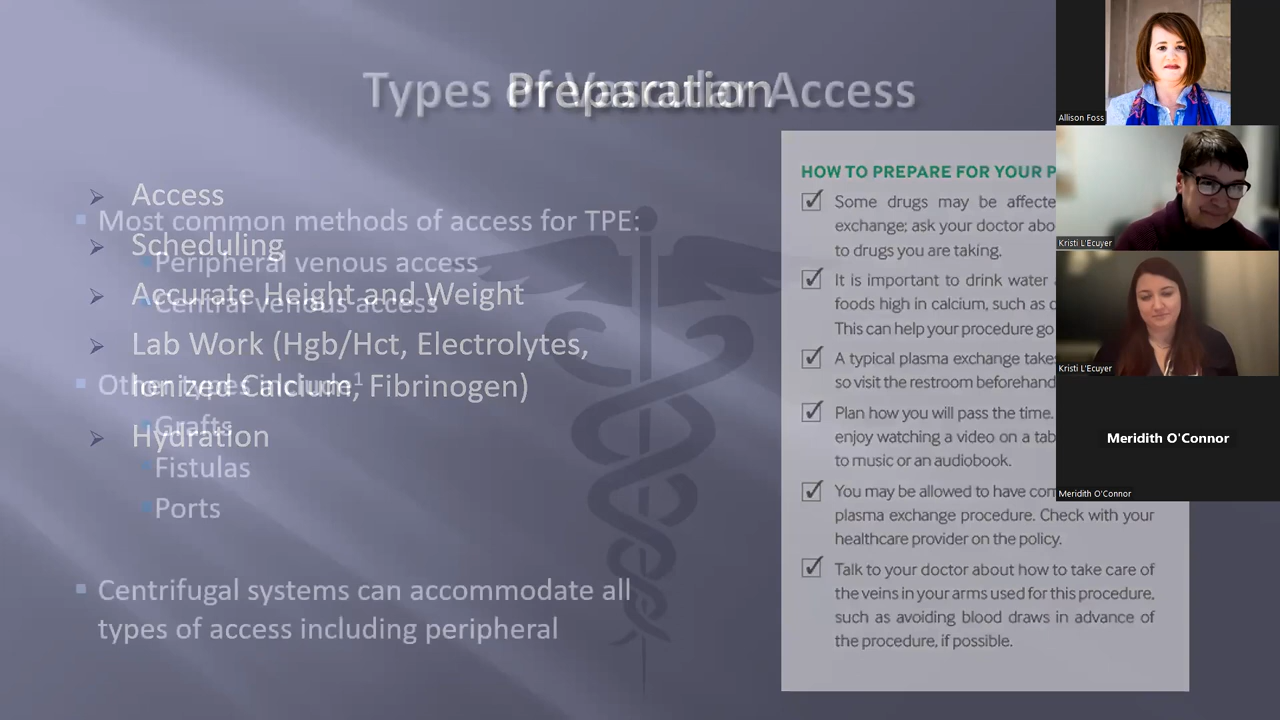 Types of Vascular Access
Preparation
Access
Scheduling
Accurate Height and Weight
Lab Work (Hgb/Hct, Electrolytes,
Ionized Calcium, Fibrinogen)
Hydration
Most common methods of access for TPE:
Peripheral venous access
Central venous access
Other types include:1
Grafts
Fistulas
Ports
Centrifugal systems can accommodate all
types of access including peripheral
HOW TO PREPARE FOR YOUR P
Some drugs may be affecte
exchange; ask your doctor abo
to drugs you are taking.
It is important to drink water
foods high in calcium, such as
This can help your procedure go
A typical plasma exchange takes
so visit the restroom beforehand
Plan how you will pass the time.
enjoy watching a video on a tab
to music or an audiobook.
You may be allowed to have com
plasma exchange procedure. Check with your
healthcare provider on the policy.
Talk to your doctor about how to take care of
the veins in your arms used for this procedure,
such as avoiding blood draws in advance of
the procedure, if possible.
Allison Foss
Kristi L'Ecuyer
Kristi L'Ecuyer
Meridith O'Connor
Meridith O'Connor